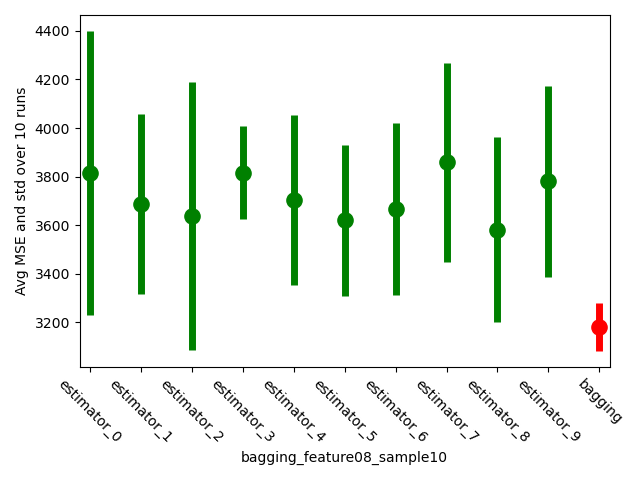 4400
4200
4000
3800
3600
3400
3200
Avg MSE and std over 10 runs
estimator_0
estimator_1
estimator_2
estimator_3
estimator_4
estimator_5
estimator_6
estimator_7
estimator_8
estimator_9
bagging
bagging_feature08_sample10